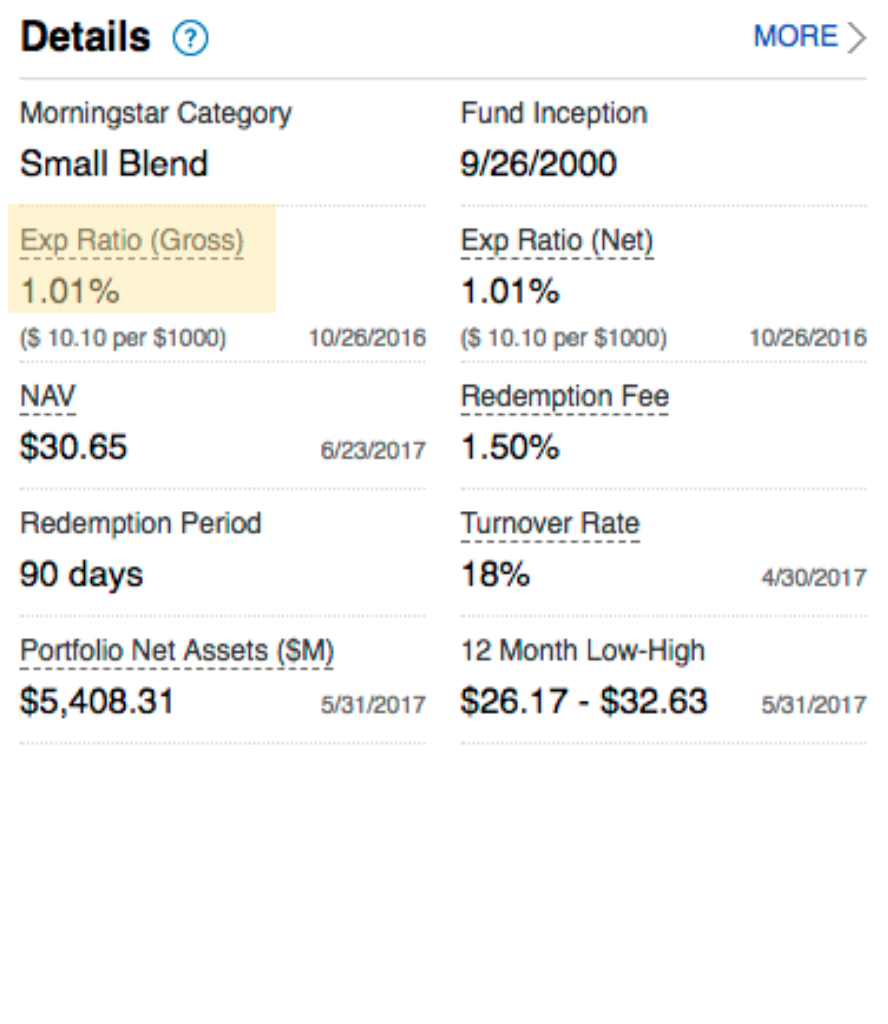 Details ?
MORE >
Morningstar Category
Small Blend
Fund Inception
9/26/2000
Exp Ratio (Gross)
1.01%
($ 10.10 per $1000) 10/26/2016
Exp Ratio (Net)
1.01%
($ 10.10 per $1000) 10/26/2016
NAV
$30.65 6/23/2017
Redemption Fee
1.50%
Redemption Period
90 days
Turnover Rate
18% 4/30/2017
Portfolio Net Assets ($M)
$5,408.31 5/31/2017
12 Month Low-High
$26.17 - $32.63 5/31/2017